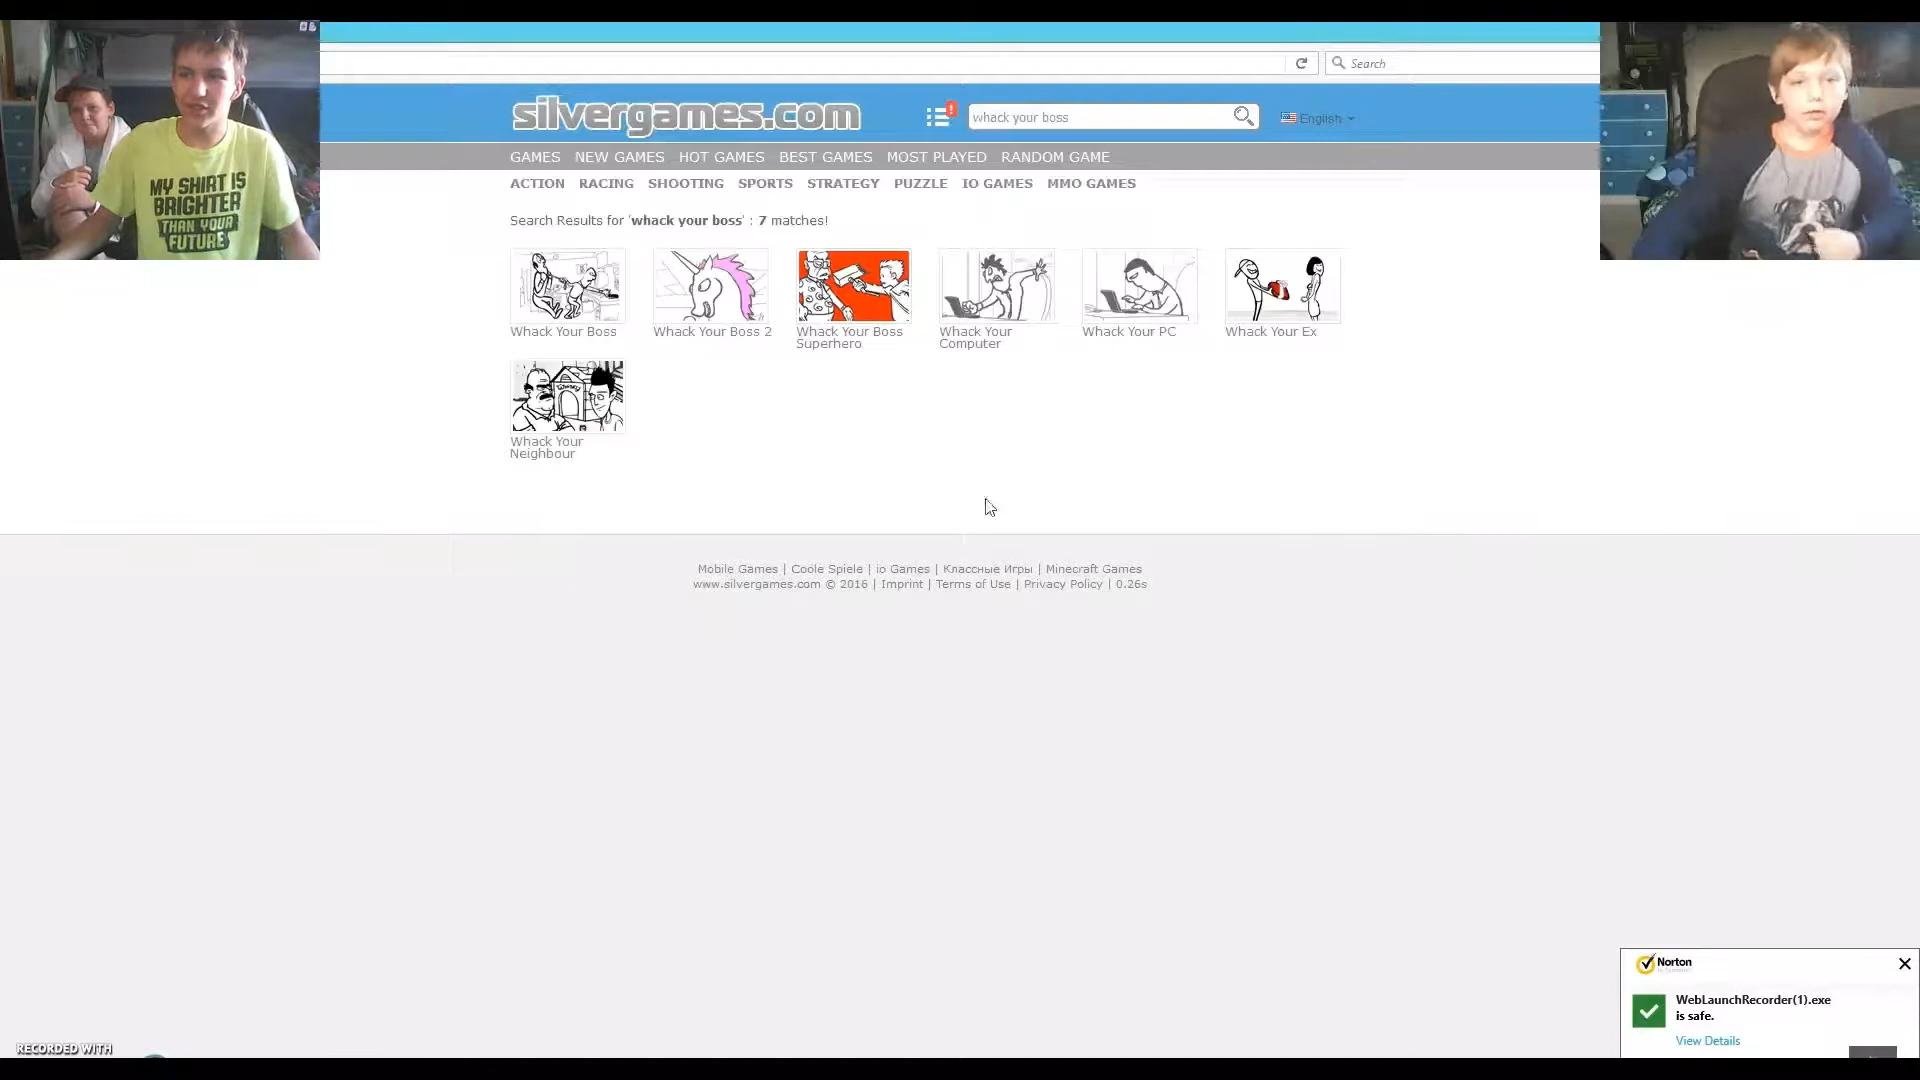 MY SHIRT IS
BRIGHTER
THAN YOUR
FUTURE
Search
silvergames.com
!
whack your boss
English
GAMES NEW GAMES HOT GAMES BEST GAMES MOST PLAYED RANDOM GAME
ACTION RACING SHOOTING SPORTS STRATEGY PUZZLE IO GAMES MMO GAMES
Search Results for 'whack your boss' : 7 matches!
Whack Your Boss
Whack Your Boss 2
Whack Your Boss
Superhero
Whack Your
Computer
Whack Your PC
Whack Your Ex
Whack Your
Neighbour
Mobile Games | Coole Spiele | io Games | Классные Игры | Minecraft Games
www.silvergames.com © 2016 | Imprint | Terms of Use | Privacy Policy | 0.26s
Norton
WebLaunchRecorder(1).exe
is safe.
View Details
RECORDED WITH